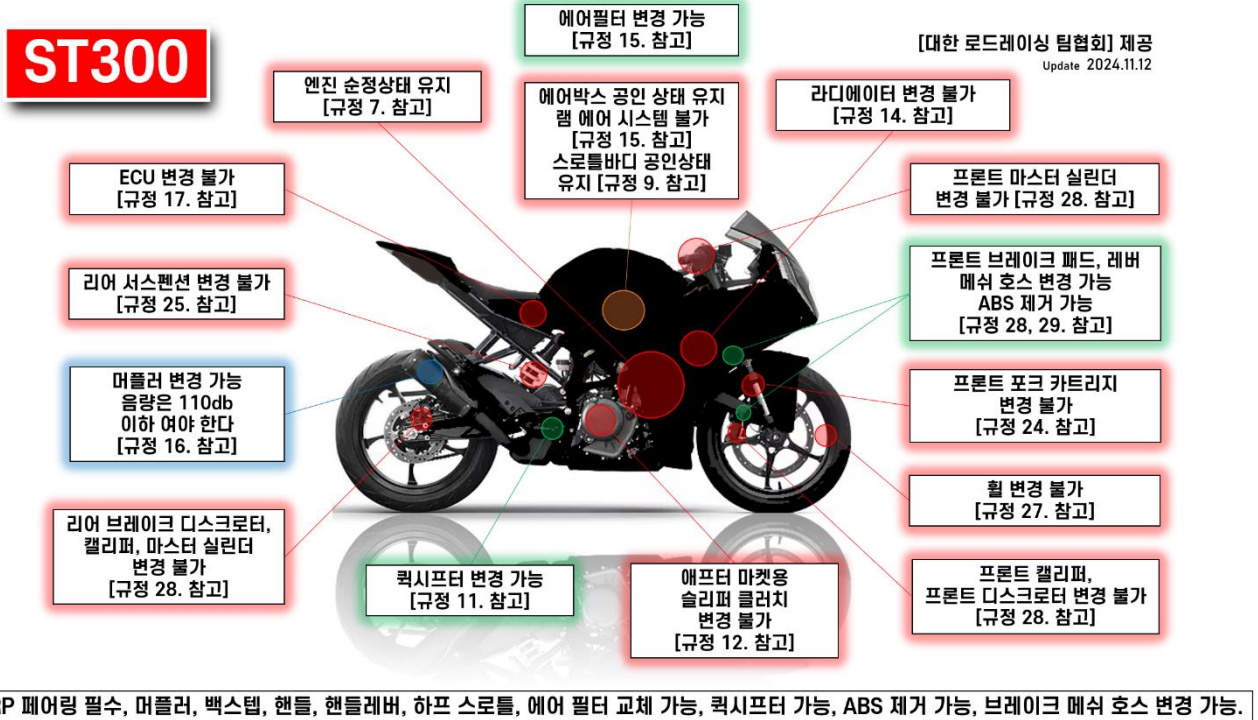 ST300
에어필터 변경 가능
[규정 15. 참고]
[대한 로드레이싱 팀협회] 제공
Update 2024.11.12
엔진 순정상태 유지
[규정 7. 참고]
에어박스 공인 상태 유지
램 에어 시스템 불가
[규정 15. 참고]
스로틀바디 공인상태
유지 [규정 9. 참고]
라디에이터 변경 불가
[규정 14. 참고]
ECU 변경 불가
[규정 17. 참고]
프론트 마스터 실린더
변경 불가 [규정 28. 참고]
리어 서스펜션 변경 불가
[규정 25. 참고]
프론트 브레이크 패드, 레버
메쉬 호스 변경 가능
ABS 제거 가능
[규정 28, 29. 참고]
머플러 변경 가능
음량은 110db
이하 여야 한다
[규정 16. 참고]
프론트 포크 카트리지
변경 불가
[규정 24. 참고]
휠 변경 불가
[규정 27. 참고]
리어 브레이크 디스크로터,
캘리퍼, 마스터 실린더
변경 불가
[규정 28. 참고]
퀵시프터 변경 가능
[규정 11. 참고]
애프터 마켓용
슬리퍼 클러치
변경 불가
[규정 12. 참고]
프론트 캘리퍼,
프론트 디스크로터 변경 불가
[규정 28. 참고]
P 페어링 필수, 머플러, 백스텝, 핸들, 핸들레버, 하프 스로틀, 에어 필터 교체 가능, 퀵시프터 가능, ABS 제거 가능, 브레이크 메쉬 호스 변경 가능.